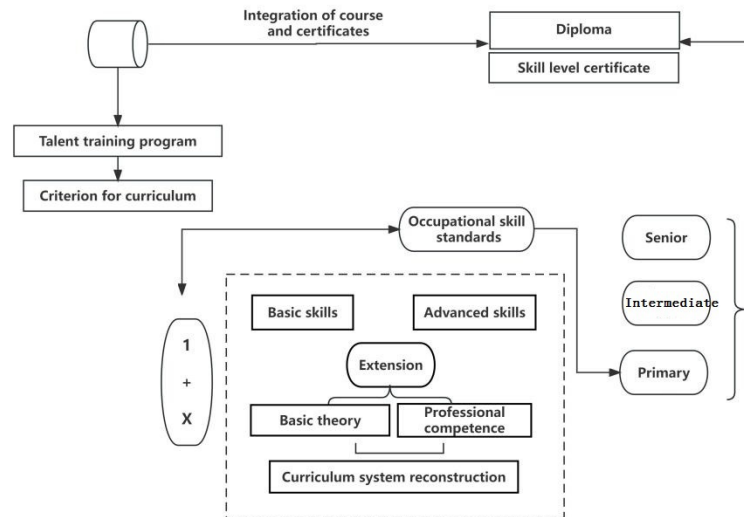 Integration of course
and certificates
Diploma
Skill level certificate
Talent training program
Criterion for curriculum
Occupational skill
standards
Senior
Intermediate
Primary
Basic skills
Advanced skills
Extension
Basic theory
Professional
competence
Curriculum system reconstruction
1
+
X